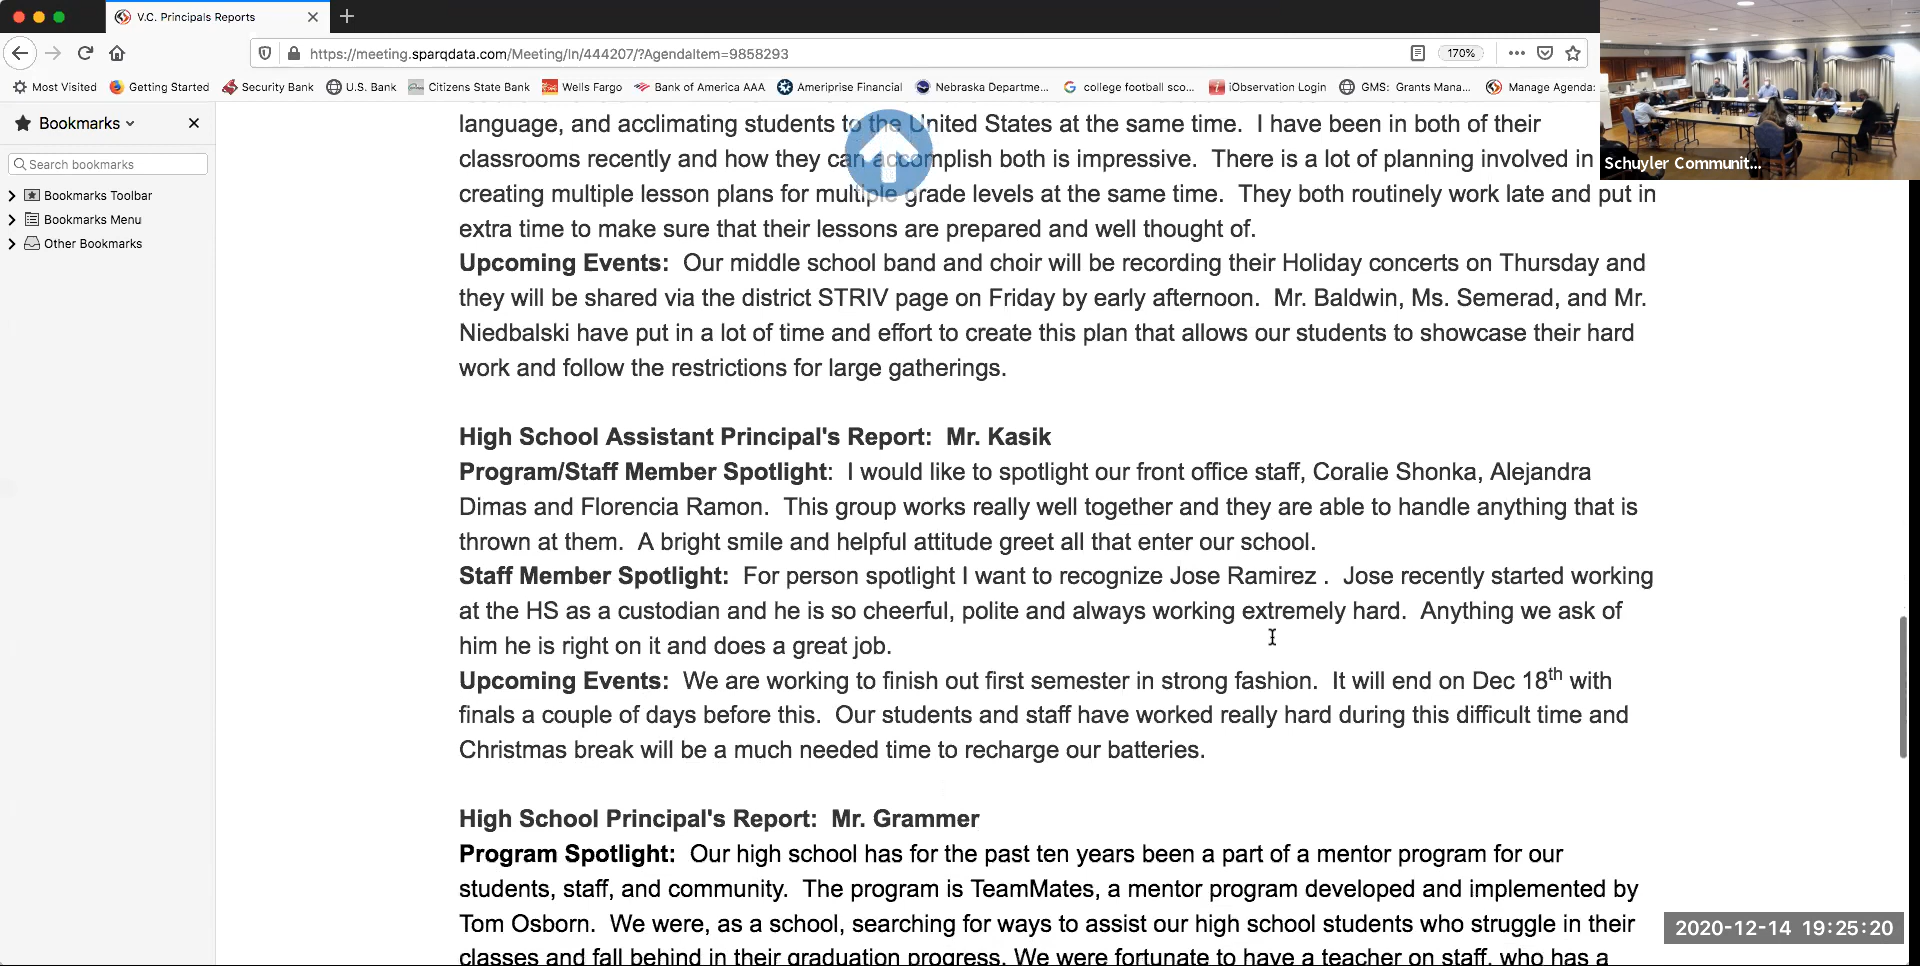 V.C. Principals Reports
https://meeting.sparqdata.com/Meeting/In/444207/?AgendaItem=9858293
170%
Most Visited
Getting Started
Security Bank
U.S. Bank
Citizens State Bank
Wells Fargo
Bank of America AAA
Ameriprise Financial
Nebraska Departme...
college football sco...
iObservation Login
GMS: Grants Mana...
Manage Agenda:
Schuyler Communit...
Bookmarks
Search bookmarks
Bookmarks Toolbar
Bookmarks Menu
Other Bookmarks
language, and acclimating students to the United States at the same time. I have been in both of their
classrooms recently and how they can accomplish both is impressive. There is a lot of planning involved in
creating multiple lesson plans for multiple grade levels at the same time. They both routinely work late and put in
extra time to make sure that their lessons are prepared and well thought of.
Upcoming Events: Our middle school band and choir will be recording their Holiday concerts on Thursday and
they will be shared via the district STRIV page on Friday by early afternoon. Mr. Baldwin, Ms. Semerad, and Mr.
Niedbalski have put in a lot of time and effort to create this plan that allows our students to showcase their hard
work and follow the restrictions for large gatherings.
High School Assistant Principal's Report: Mr. Kasik
Program/Staff Member Spotlight: I would like to spotlight our front office staff, Coralie Shonka, Alejandra
Dimas and Florencia Ramon. This group works really well together and they are able to handle anything that is
thrown at them. A bright smile and helpful attitude greet all that enter our school.
Staff Member Spotlight: For person spotlight I want to recognize Jose Ramirez . Jose recently started working
at the HS as a custodian and he is so cheerful, polite and always working extremely hard. Anything we ask of
him he is right on it and does a great job.
Upcoming Events: We are working to finish out first semester in strong fashion. It will end on Dec 18th with
finals a couple of days before this. Our students and staff have worked really hard during this difficult time and
Christmas break will be a much needed time to recharge our batteries.
High School Principal's Report: Mr. Grammer
Program Spotlight: Our high school has for the past ten years been a part of a mentor program for our
students, staff, and community. The program is TeamMates, a mentor program developed and implemented by
Tom Osborn. We were, as a school, searching for ways to assist our high school students who struggle in their
classes and fall behind in their graduation progress. We were fortunate to have a teacher on staff, who has a
2020-12-14 19:25:20